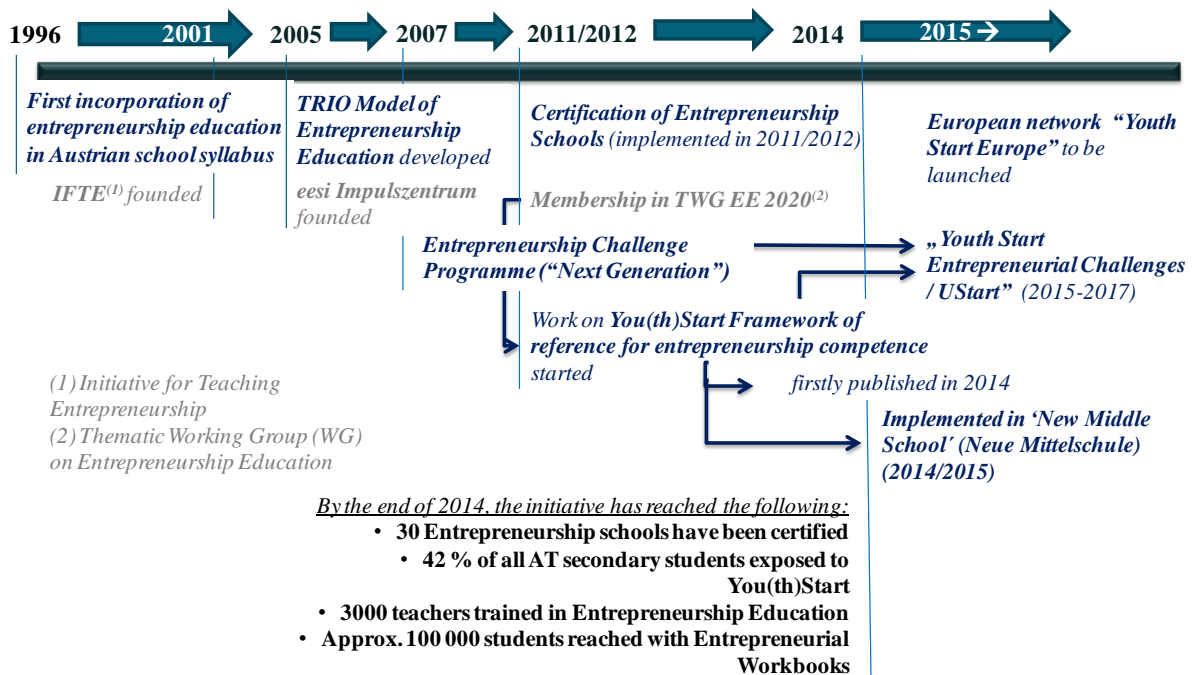 1996
2001
2005
2007
2011/2012
2014
2015 →
First incorporation of
entrepreneurship education
in Austrian school syllabus
IFTE(1) founded
TRIO Model of
Entrepreneurship
Education developed
eesi Impulszentrum
founded
Certification of Entrepreneurship
Schools (implemented in 2011/2012)
Membership in TWG EE 2020(2)
European network “Youth
Start Europe” to be
launched
Entrepreneurship Challenge
Programme (“Next Generation”)
„Youth Start
Entrepreneurial Challenges
/ UStart” (2015-2017)
Work on You(th)Start Framework of
reference for entrepreneurship competence
started
firstly published in 2014
Implemented in ‘New Middle
School´ (Neue Mittelschule)
(2014/2015)
(1) Initiative for Teaching
Entrepreneurship
(2) Thematic Working Group (WG)
on Entrepreneurship Education
By the end of 2014, the initiative has reached the following:
• 30 Entrepreneurship schools have been certified
• 42 % of all AT secondary students exposed to
You(th)Start
• 3000 teachers trained in Entrepreneurship Education
• Approx. 100 000 students reached with Entrepreneurial
Workbooks